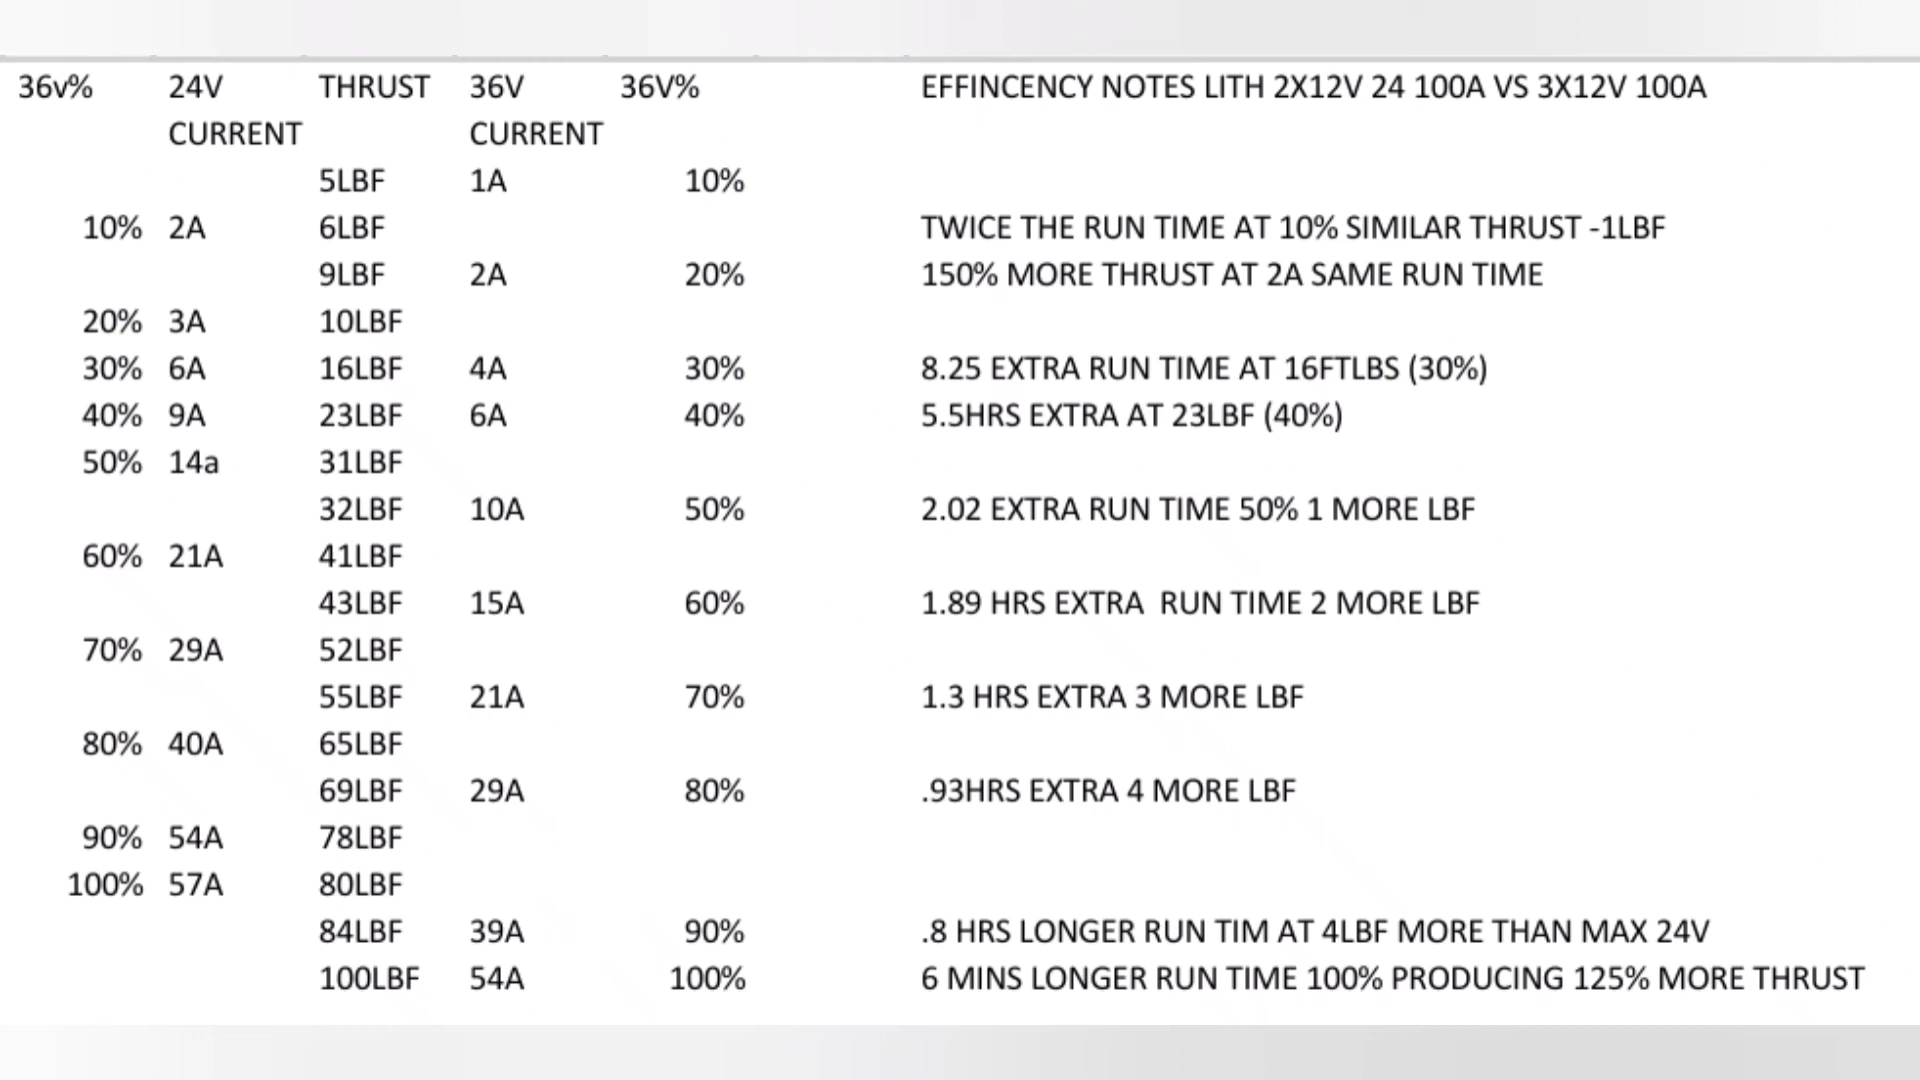 36v% 24V THRUST 36V 36V% EFFINCENCY NOTES LITH 2X12V 24 100A VS 3X12V 100A
CURRENT CURRENT
5LBF 1A 10%
10% 2A 6LBF TWICE THE RUN TIME AT 10% SIMILAR THRUST -1LBF
9LBF 2A 20% 150% MORE THRUST AT 2A SAME RUN TIME
20% 3A 10LBF
30% 6A 16LBF 4A 30% 8.25 EXTRA RUN TIME AT 16FTLBS (30%)
40% 9A 23LBF 6A 40% 5.5HRS EXTRA AT 23LBF (40%)
50% 14a 31LBF
32LBF 10A 50% 2.02 EXTRA RUN TIME 50% 1 MORE LBF
60% 21A 41LBF
43LBF 15A 60% 1.89 HRS EXTRA  RUN TIME 2 MORE LBF
70% 29A 52LBF
55LBF 21A 70% 1.3 HRS EXTRA 3 MORE LBF
80% 40A 65LBF
69LBF 29A 80% .93HRS EXTRA 4 MORE LBF
90% 54A 78LBF
100% 57A 80LBF
84LBF 39A 90% .8 HRS LONGER RUN TIM AT 4LBF MORE THAN MAX 24V
100LBF 54A 100% 6 MINS LONGER RUN TIME 100% PRODUCING 125% MORE THRUST